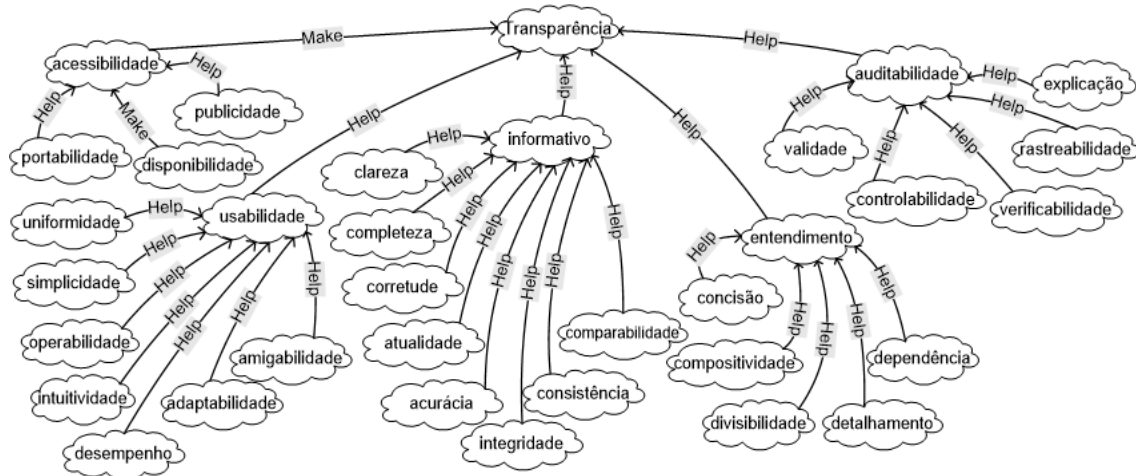 Transparência
Make
Help
acessibilidade
Help
auditabilidade
Help
explicação
Help
publicidade
Help
Help
Help
Help
Make
portabilidade
disponibilidade
clareza
Help
informativo
Help
validade
Help
rastreabilidade
Help
Help
controlabilidade
verificabilidade
uniformidade
Help
usabilidade
completeza
Help
Help
entendimento
simplicidade
Help
Help
Help
Help
Help
Help
Help
concisão
Help
corretude
operabilidade
Help
Help
Help
Help
Help
atualidade
comparabilidade
compositividade
Help
Help
Help
Help
dependência
amigabilidade
intuitividade
adaptabilidade
acurácia
consistência
divisibilidade
detalhamento
desempenho
integridade